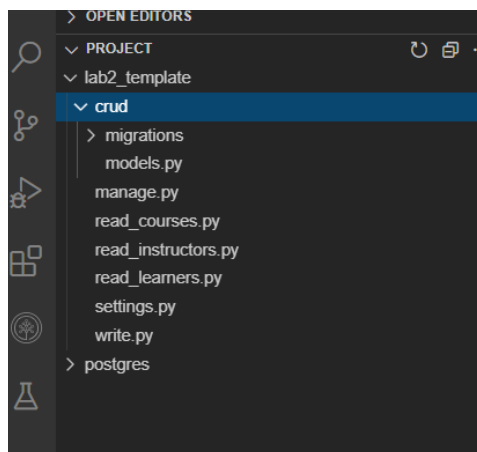 OPEN EDITORS
PROJECT
lab2_template
crud
migrations
models.py
manage.py
read_courses.py
read_instructors.py
read_learners.py
settings.py
write.py
postgres